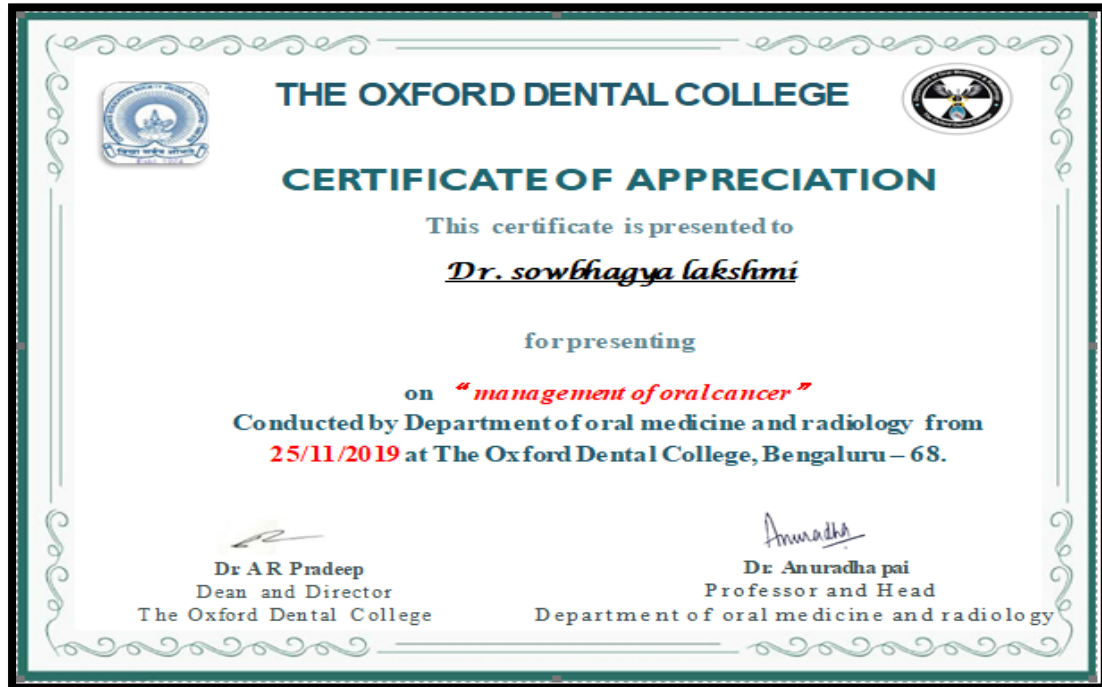 THE OXFORD DENTAL COLLEGE
CERTIFICATE OF APPRECIATION
This certificate is presented to
Dr. sowbhagya lakshmi
for presenting
on “management of oral cancer”
Conducted by Department of oral medicine and radiology from
25/11/2019 at The Oxford Dental College, Bengaluru – 68.
Anuradha
Dr. A R Pradeep
Dean and Director
The Oxford Dental College
Dr. Anuradha pai
Professor and Head
Department of oral medicine and radiology